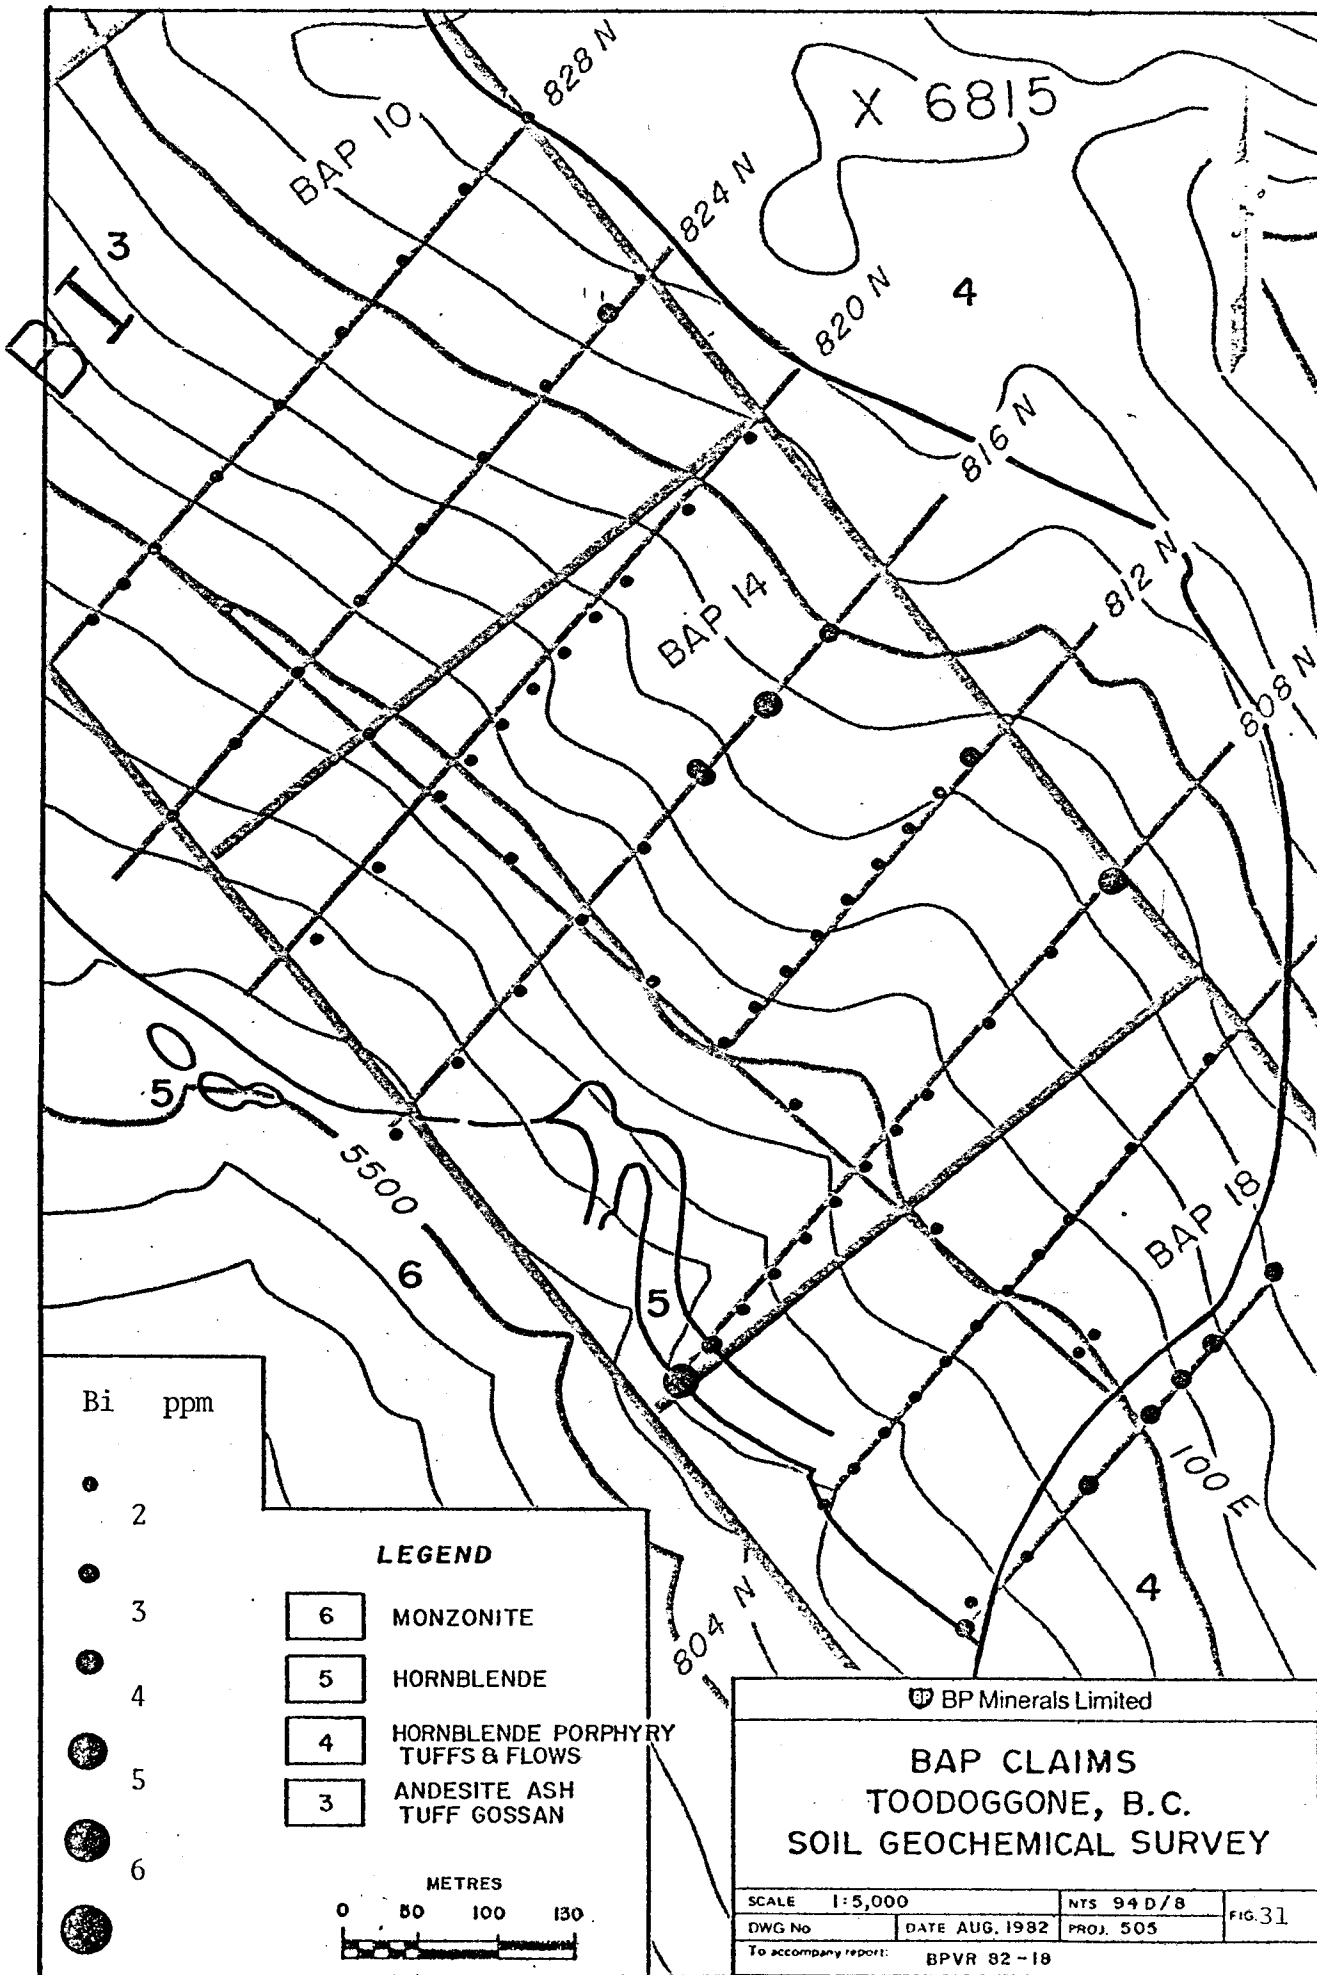 828 N
X 6815
BAP 10
824 N
3
BI
820 N
4
816 N
812 N
BAP 14
808 N
5
5500
BAP 18
6
5
100 E
4
804 N
Bi ppm
2
3
4
5
6
LEGEND
6 MONZONITE
5 HORNBLENDE
4 HORNBLENDE PORPHYRY
TUFFS & FLOWS
3 ANDESITE ASH
TUFF GOSSAN
METRES
0 50 100 150
BP BP Minerals Limited
BAP CLAIMS
TOODOGGONE, B.C.
SOIL GEOCHEMICAL SURVEY
SCALE 1:5,000
NTS 94 D/8
FIG. 31
DWG No
DATE AUG. 1982
PROJ. 505
To accompany report: BPVR 82-18